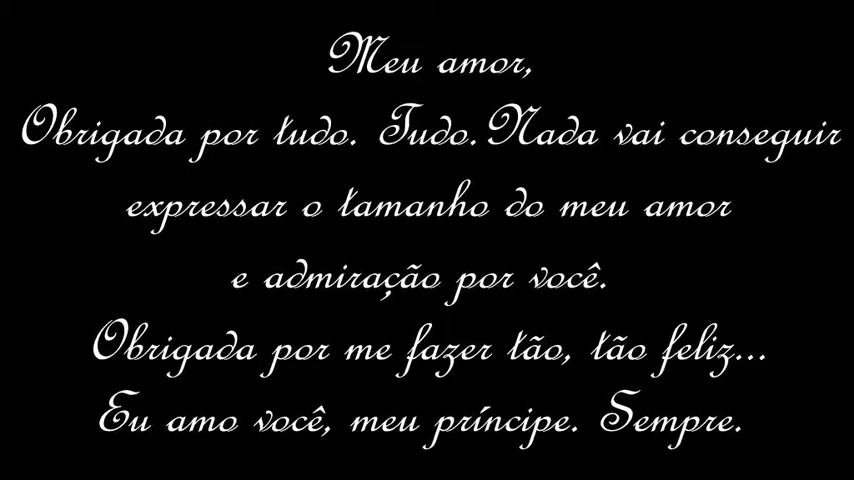 Meu amor,
Obrigada por tudo. Tudo. Nada vai conseguir
expressar o tamanho do meu amor
e admiração por você.
Obrigada por me fazer tão, tão feliz...
Eu amo você, meu príncipe. Sempre.